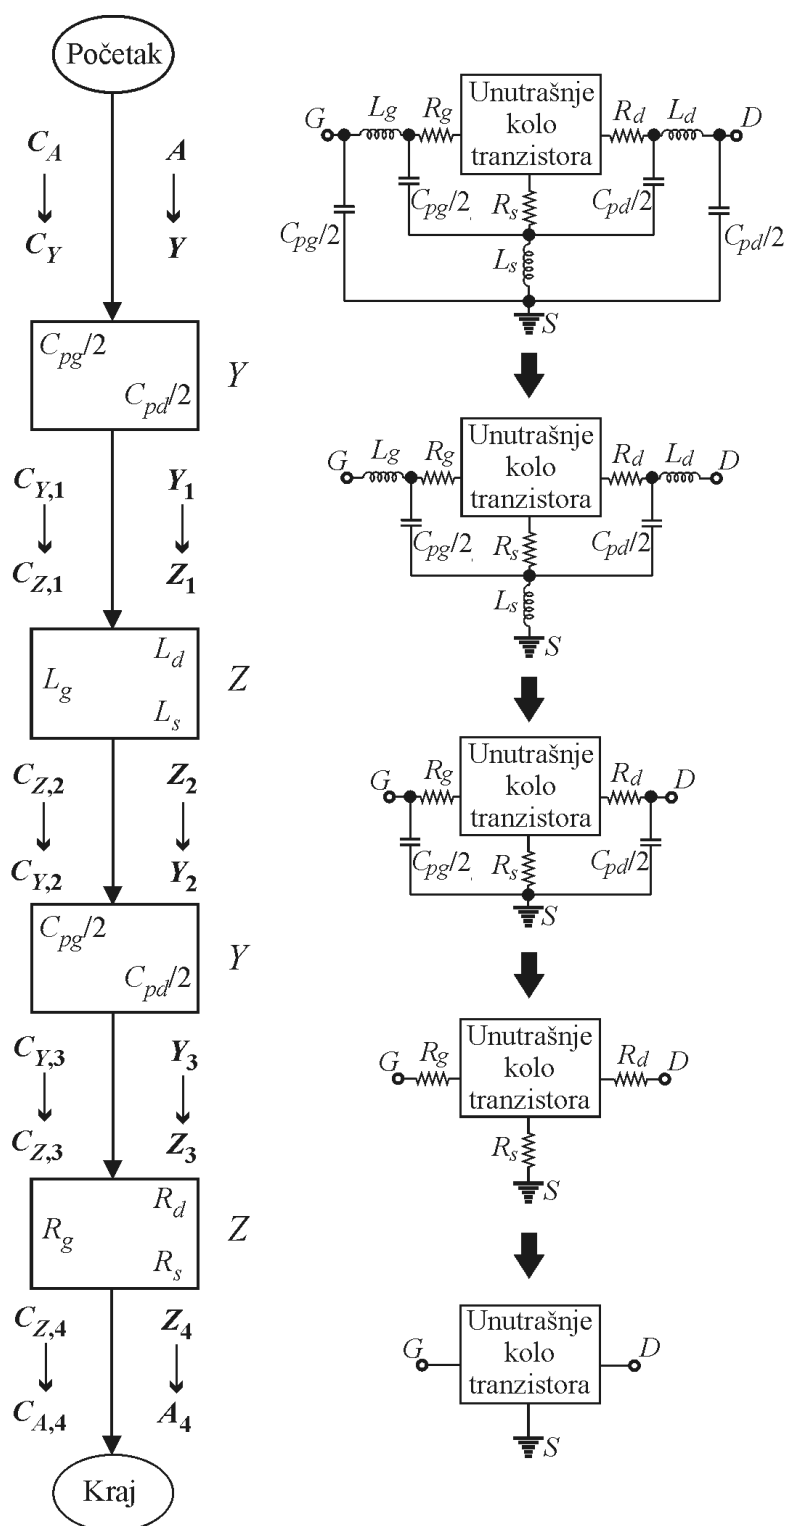 Početak
C_A A
C_Y Y
C_pg/2
C_pd/2
Y
C_Y,1 Y_1
C_Z,1 Z_1
L_d
L_g
L_s
Z
C_Z,2 Z_2
C_Y,2 Y_2
C_pg/2
C_pd/2
Y
C_Y,3 Y_3
C_Z,3 Z_3
R_d
R_g
R_s
Z
C_Z,4 Z_4
C_A,4 A_4
Kraj
G L_g R_g
Unutrašnje
kolo
tranzistora
R_d L_d D
C_pg/2
C_pg/2
R_s
C_pd/2
C_pd/2
L_s
S
G L_g R_g
Unutrašnje
kolo
tranzistora
R_d L_d D
C_pg/2
R_s
C_pd/2
L_s
S
G R_g
Unutrašnje
kolo
tranzistora
R_d D
C_pg/2
R_s
C_pd/2
S
G R_g
Unutrašnje
kolo
tranzistora
R_d D
R_s
S
G
Unutrašnje
kolo
tranzistora
D
S